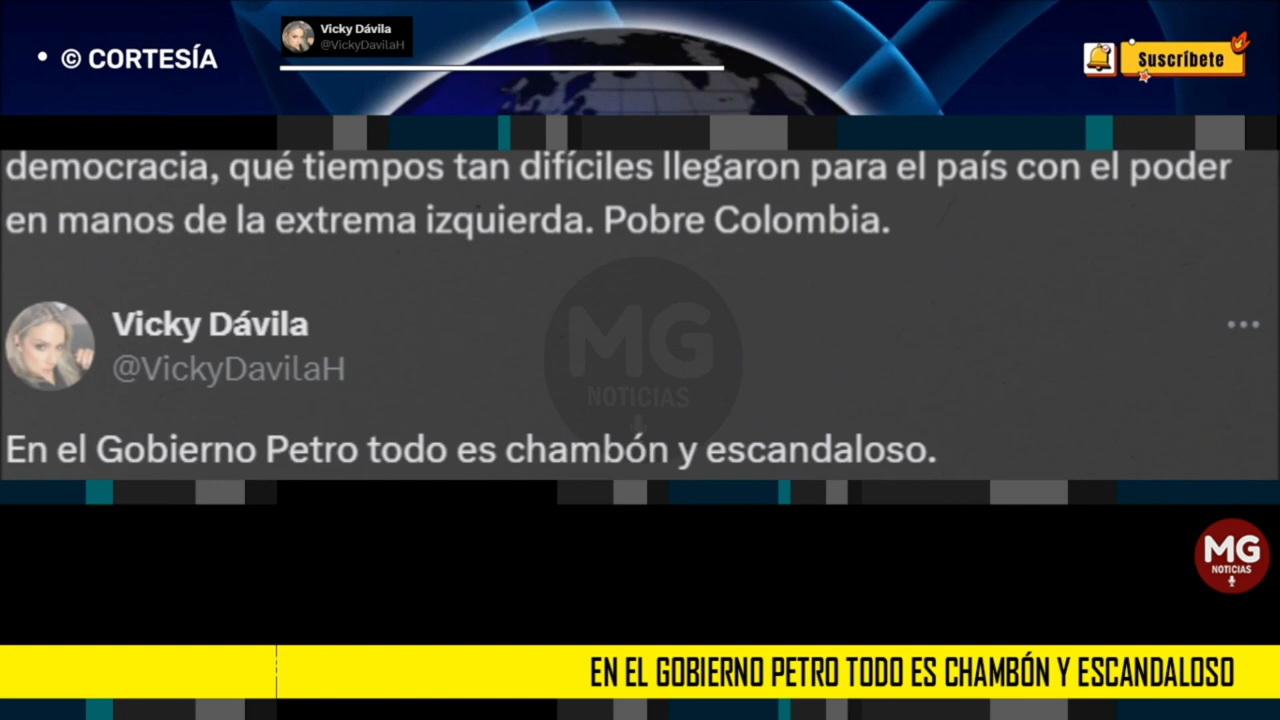 • © CORTESÍA
Vicky Dávila
@VickyDavilaH
Suscríbete
democracia, qué tiempos tan difíciles llegaron para el país con el poder
en manos de la extrema izquierda. Pobre Colombia.
Vicky Dávila
@VickyDavilaH
MG
NOTICIAS
En el Gobierno Petro todo es chambón y escandaloso.
MG
NOTICIAS
EN EL GOBIERNO PETRO TODO ES CHAMBÓN Y ESCANDALOSO